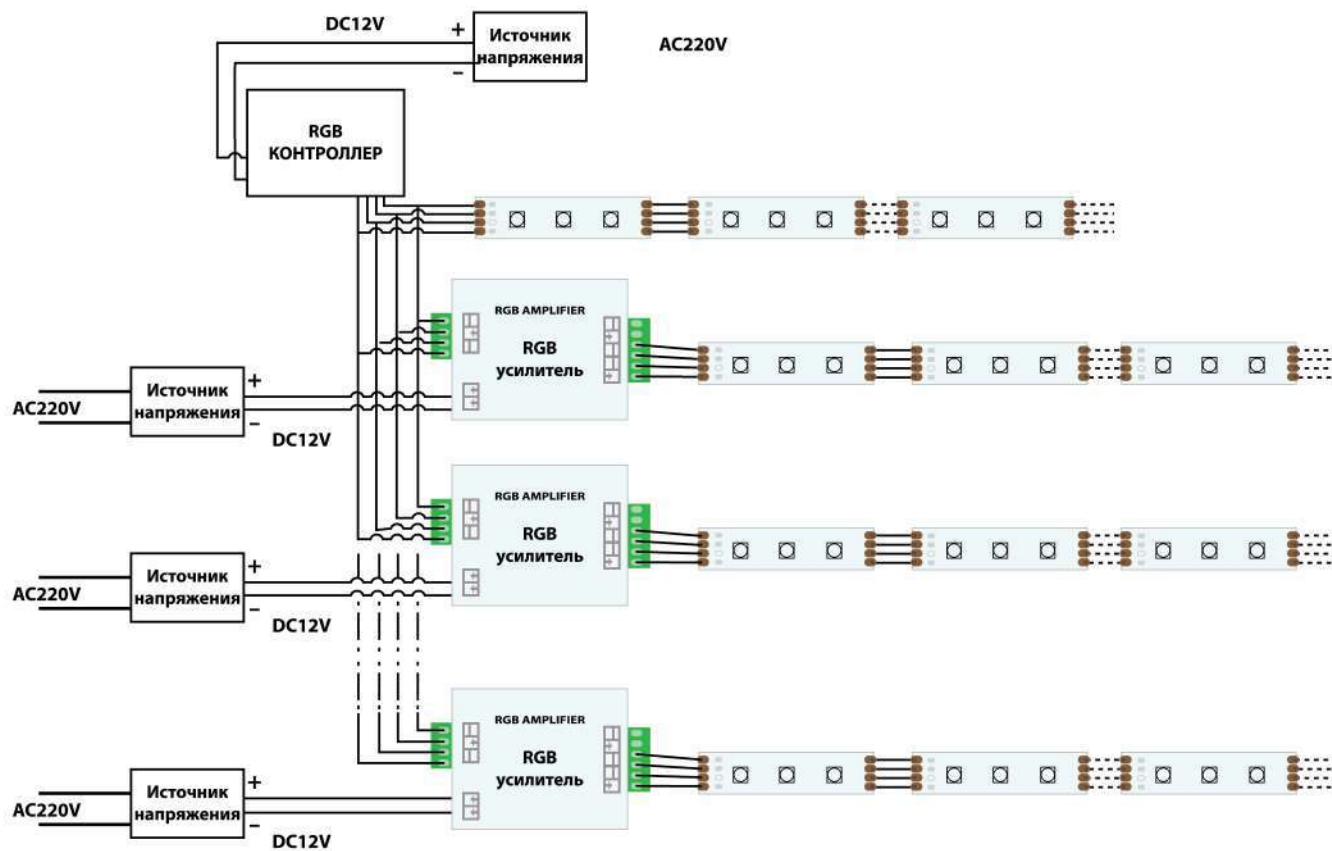 DC12V
+
–
Источник
напряжения
AC220V
RGB
КОНТРОЛЛЕР
RGB AMPLIFIER
RGB
усилитель
AC220V
Источник
напряжения
+
–
DC12V
RGB AMPLIFIER
RGB
усилитель
AC220V
Источник
напряжения
+
–
DC12V
RGB AMPLIFIER
RGB
усилитель
AC220V
Источник
напряжения
+
–
DC12V